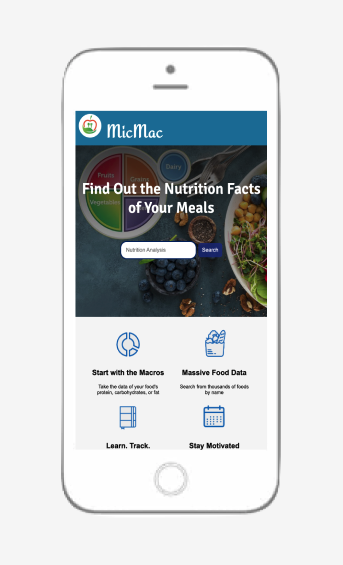 MicMac
Fruits
Grains
Dairy
Vegetables
Find Out the Nutrition Facts
of Your Meals
Nutrition Analysis
Search
Start with the Macros
Massive Food Data
Take the data of your food's
protein, carbohydrates, or fat
Search from thousands of foods
by name
Learn. Track.
Stay Motivated